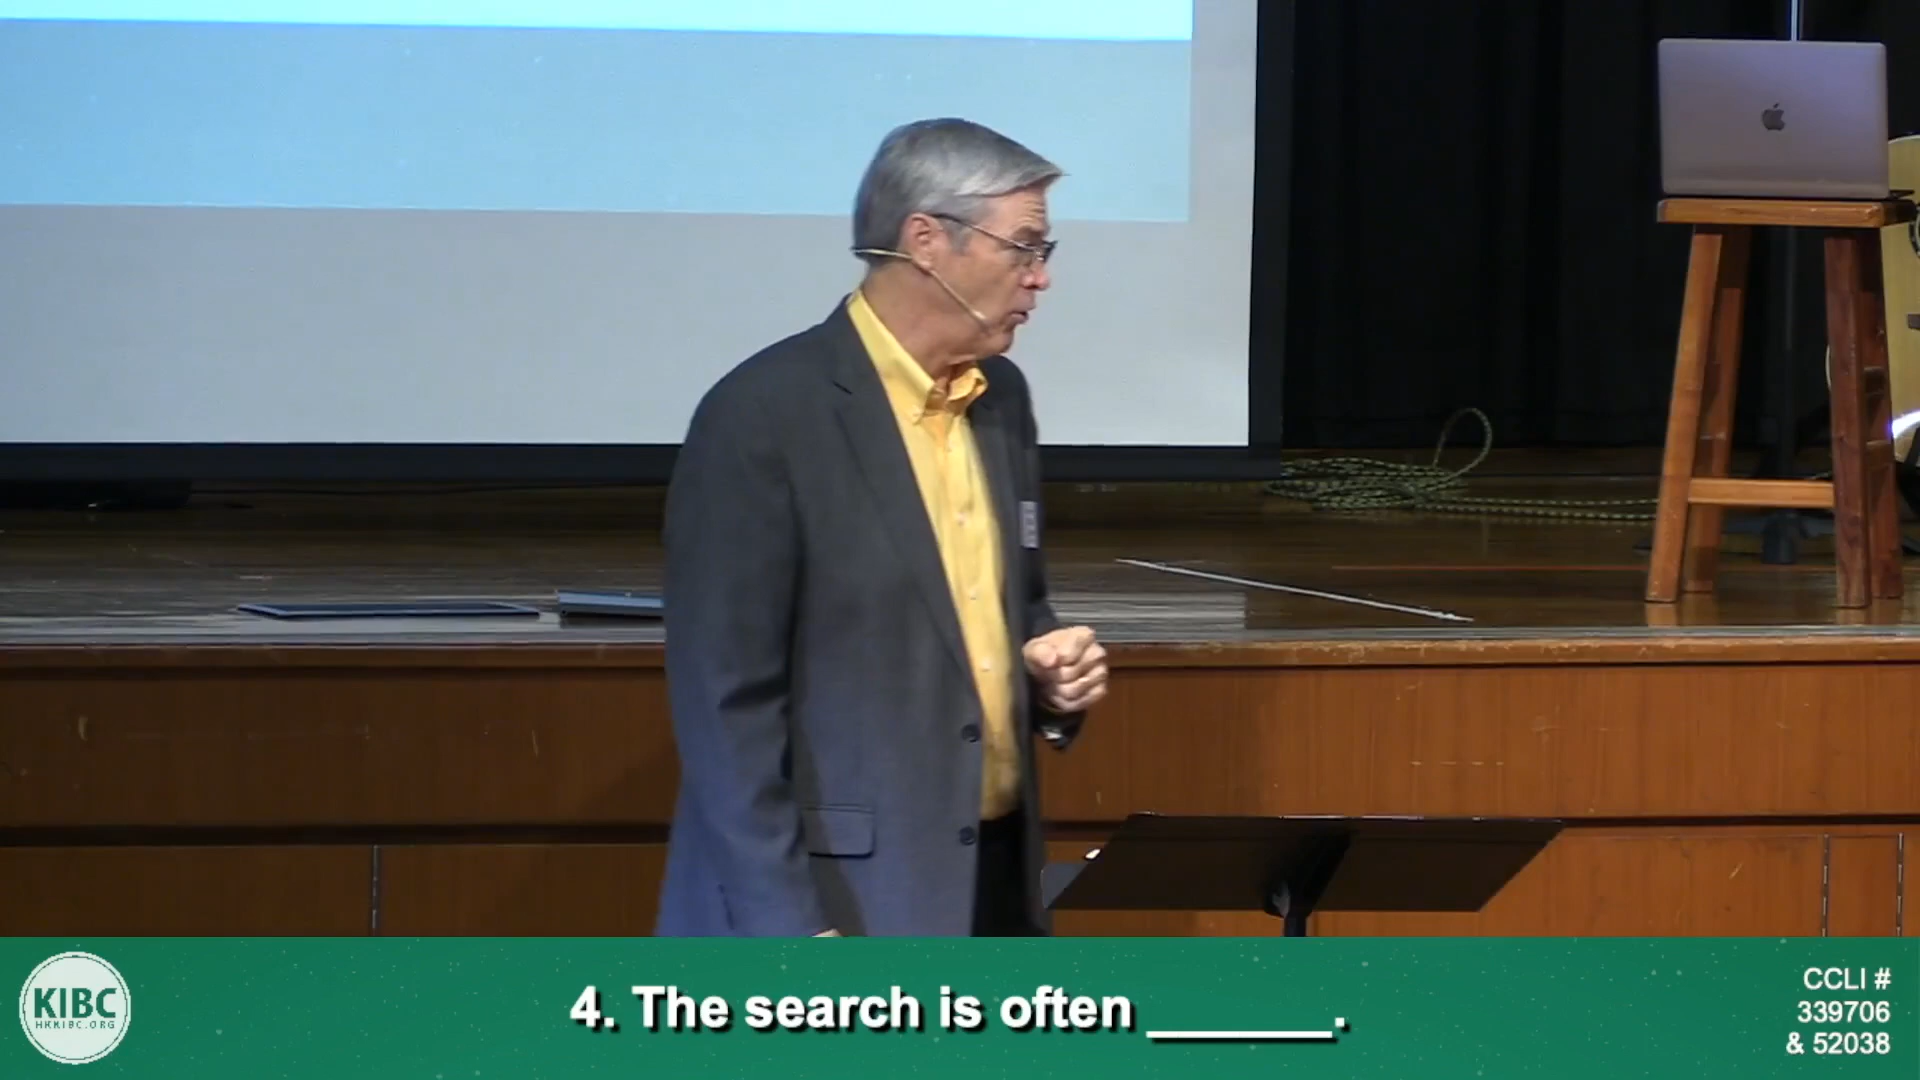 KIBC
HKKIBC.ORG
4. The search is often ______.
CCLI #
339706
& 52038